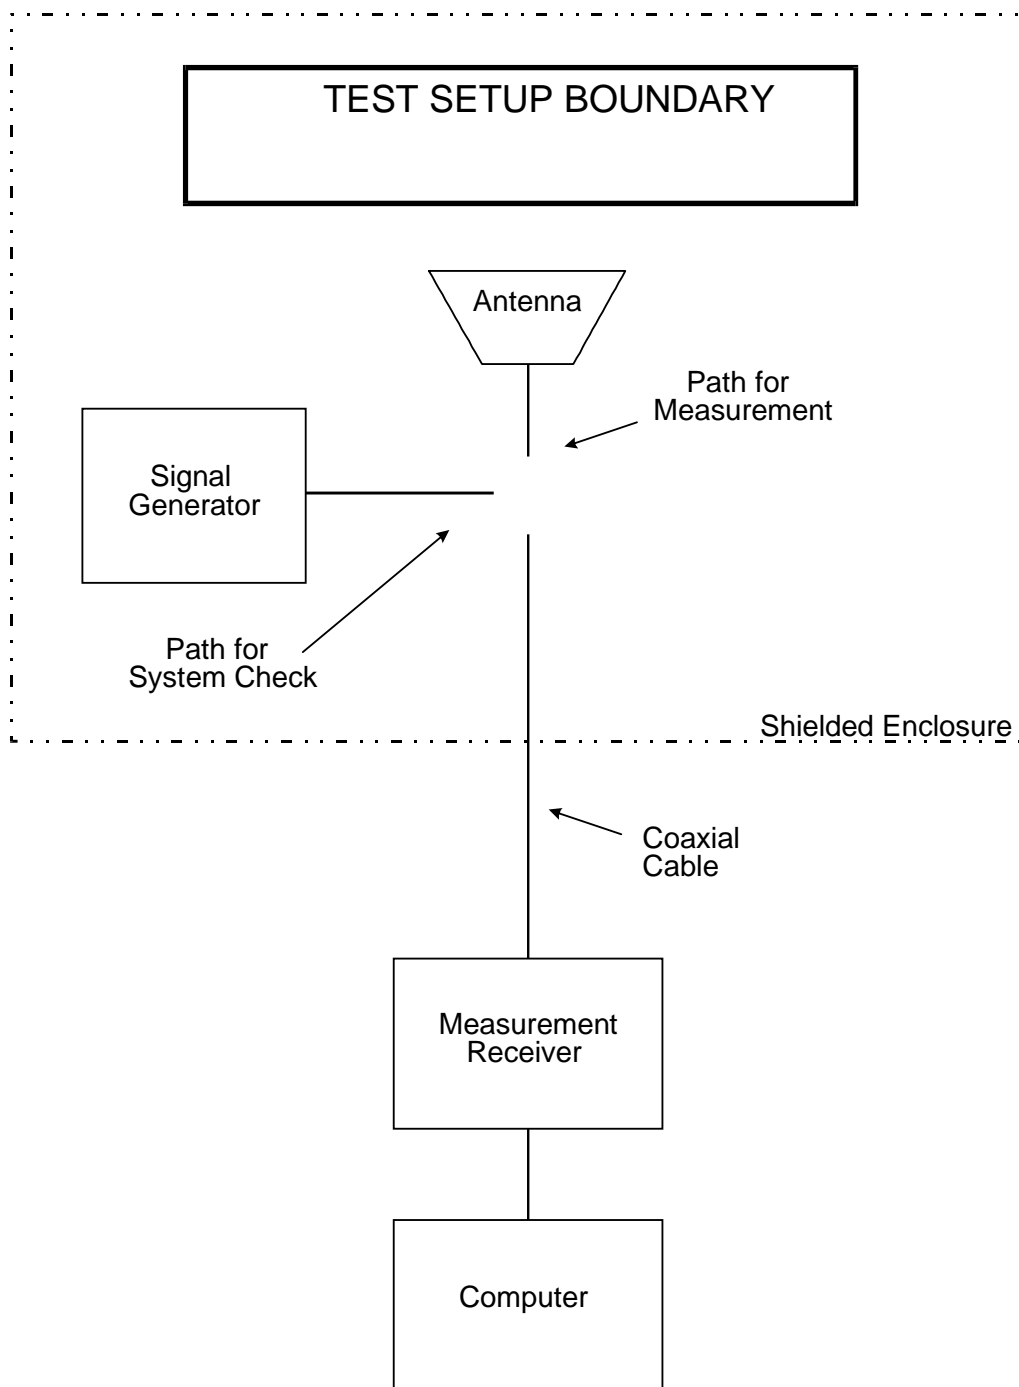 TEST SETUP BOUNDARY
Antenna
Path for
Measurement
Signal
Generator
Path for
System Check
Shielded Enclosure
Coaxial
Cable
Measurement
Receiver
Computer